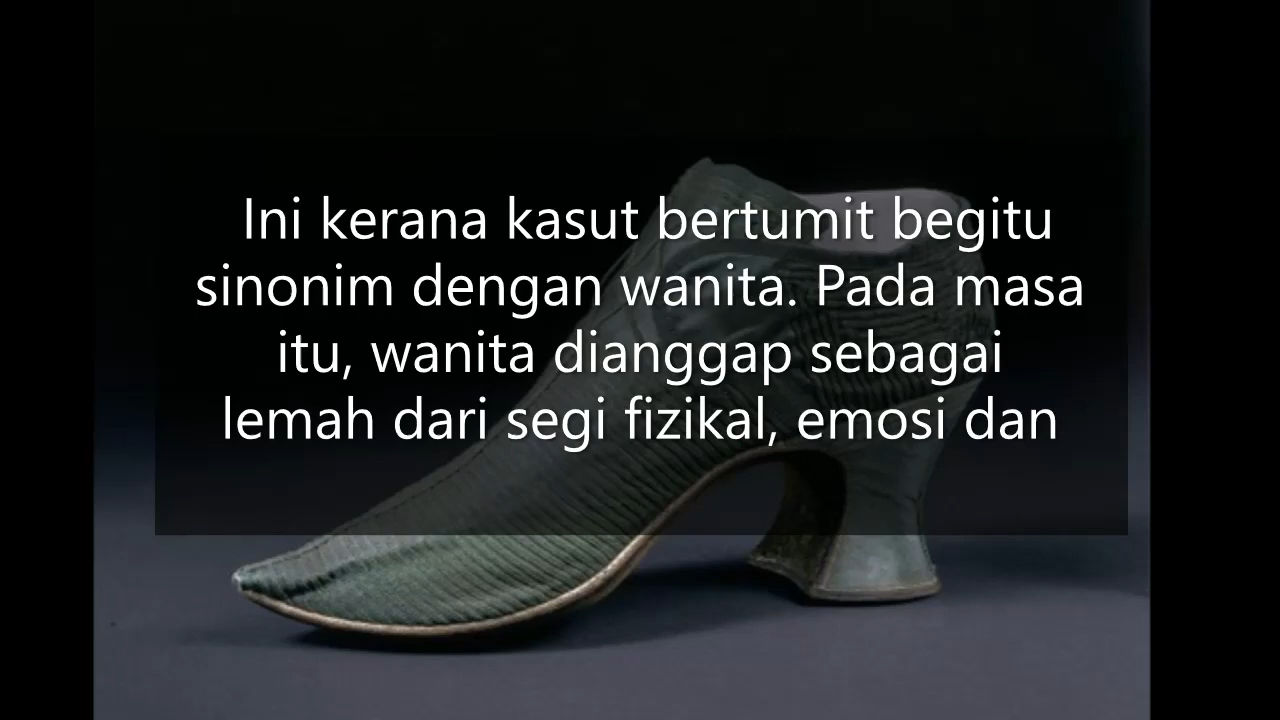 Ini kerana kasut bertumit begitu
sinonim dengan wanita. Pada masa
itu, wanita dianggap sebagai
lemah dari segi fizikal, emosi dan